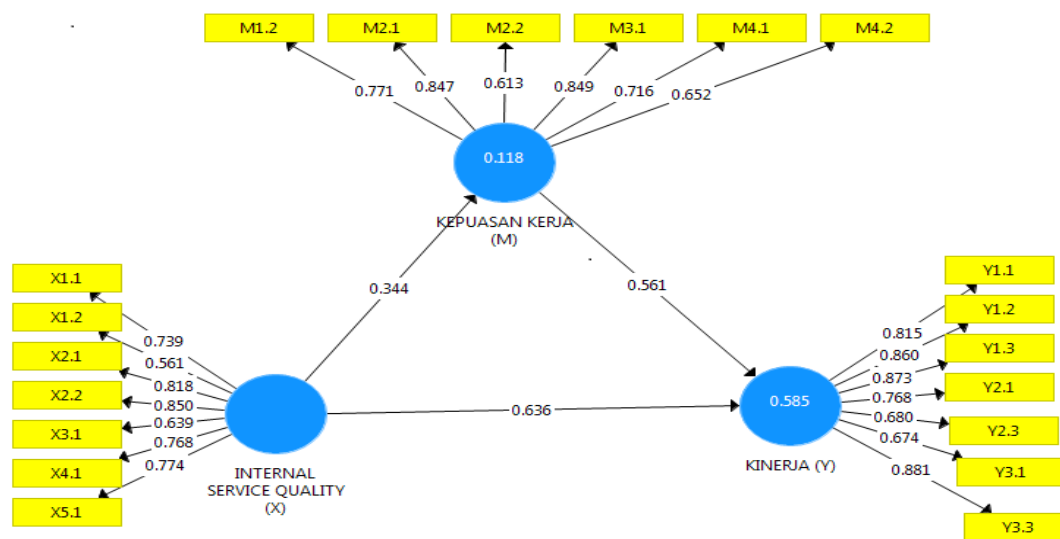 M1.2
M2.1
M2.2
M3.1
M4.1
M4.2
0.771
0.847
0.613
0.849
0.716
0.652
0.118
KEPUASAN KERJA
(M)
0.344
0.561
0.636
X1.1
X1.2
X2.1
X2.2
X3.1
X4.1
X5.1
0.739
0.561
0.818
0.850
0.639
0.768
0.774
INTERNAL
SERVICE QUALITY
(X)
Y1.1
Y1.2
Y1.3
Y2.1
Y2.3
Y3.1
Y3.3
0.815
0.860
0.873
0.768
0.680
0.674
0.881
0.585
KINERJA (Y)